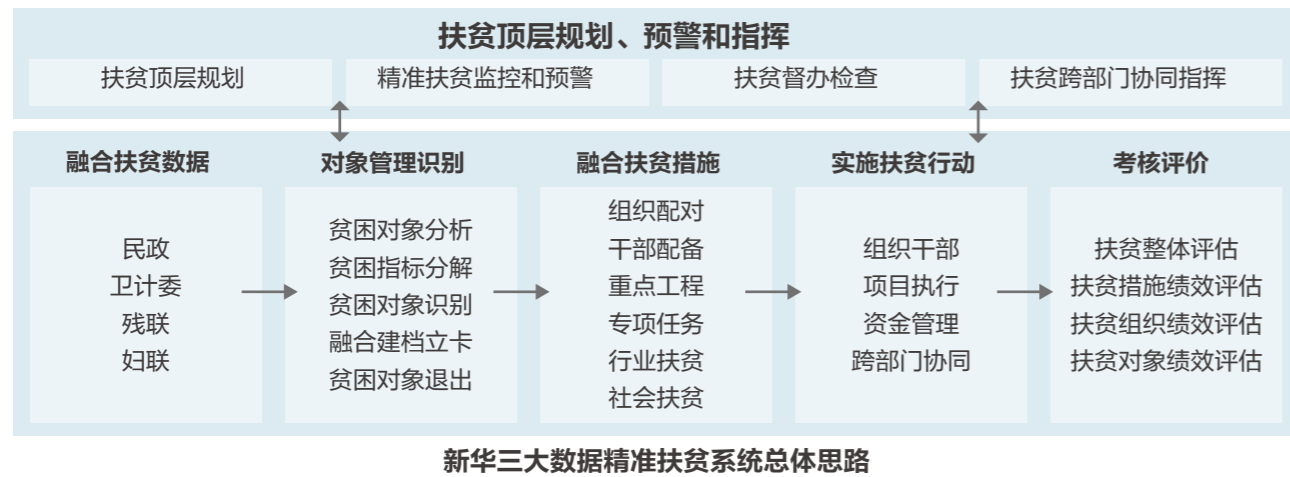 扶贫顶层规划、预警和指挥
扶贫顶层规划
精准扶贫监控和预警
扶贫督办检查
扶贫跨部门协同指挥
融合扶贫数据
民政
卫计委
残联
妇联
对象管理识别
贫困对象分析
贫困指标分解
贫困对象识别
融合建档立卡
贫困对象退出
融合扶贫措施
组织配对
干部配备
重点工程
专项任务
行业扶贫
社会扶贫
实施扶贫行动
组织干部
项目执行
资金管理
跨部门协同
考核评价
扶贫整体评估
扶贫措施绩效评估
扶贫组织绩效评估
扶贫对象绩效评估
新华三大数据精准扶贫系统总体思路